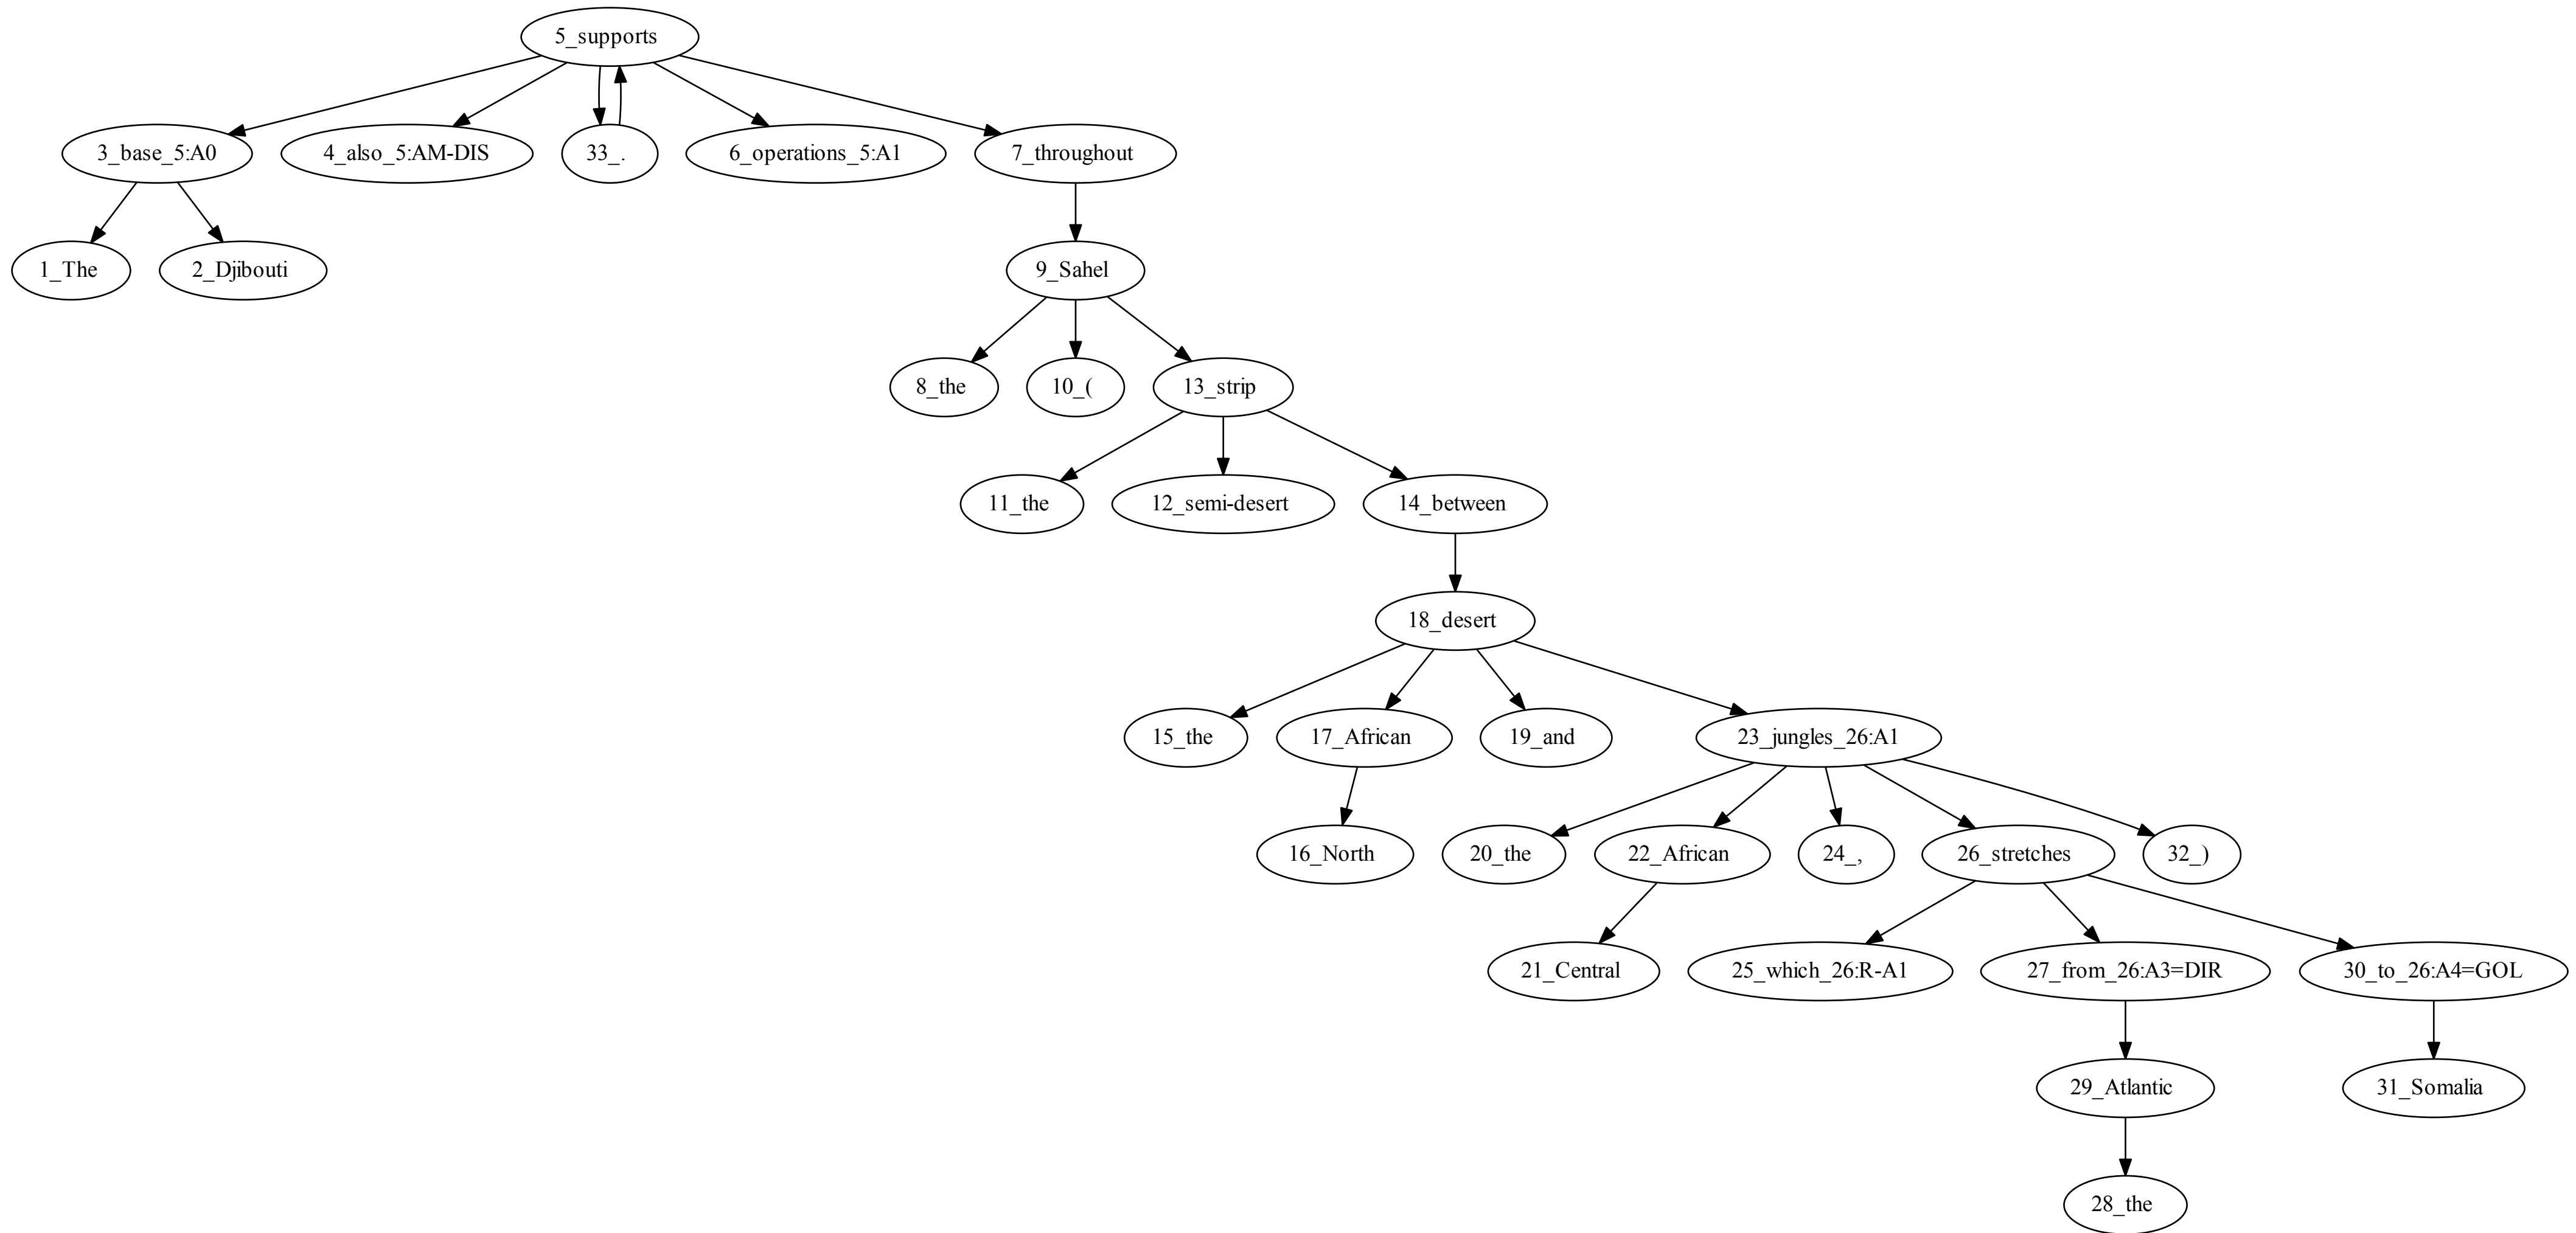 5_supports
3_base_5:A0
4_also_5:AM-DIS
33_.
6_operations_5:A1
7_throughout
1_The
2_Djibouti
9_Sahel
8_the
10_(
13_strip
11_the
12_semi-desert
14_between
18_desert
15_the
17_African
19_and
23_jungles_26:A1
16_North
20_the
22_African
24_,
26_stretches
32_)
21_Central
25_which_26:R-A1
27_from_26:A3=DIR
30_to_26:A4=GOL
29_Atlantic
31_Somalia
28_the